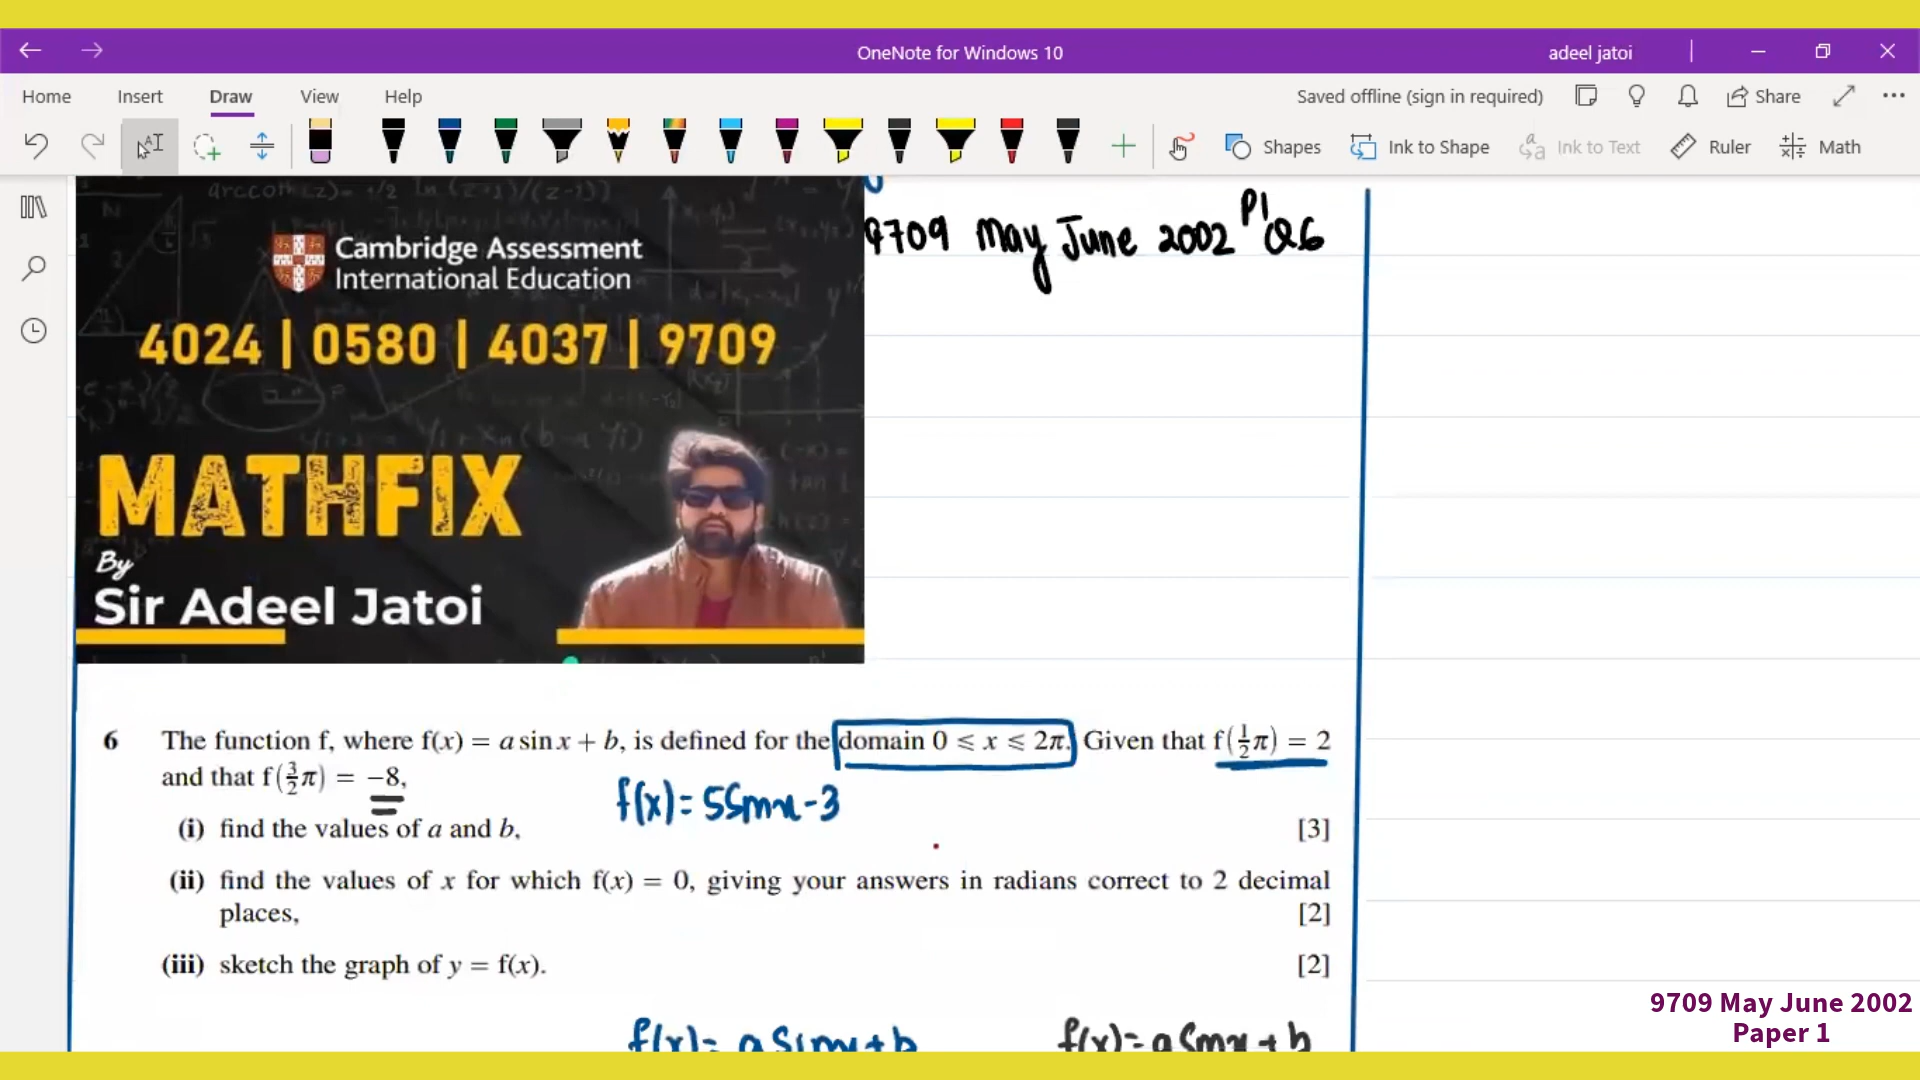 OneNote for Windows 10
adeel jatoi
Home Insert Draw View Help
Saved offline (sign in required) Share
Shapes Ink to Shape Ink to Text Ruler Math
9709 May June 2002 P1 Q6
Cambridge Assessment
International Education
4024 | 0580 | 4037 | 9709
MATHFIX
By
Sir Adeel Jatoi
6 The function f, where f(x) = a sin x + b, is defined for the domain 0 ⩽ x ⩽ 2π. Given that f(½π) = 2
and that f(3/2 π) = −8,
f(x) = 5Sinx − 3
(i) find the values of a and b, [3]
(ii) find the values of x for which f(x) = 0, giving your answers in radians correct to 2 decimal
places, [2]
(iii) sketch the graph of y = f(x). [2]
f(x) = a Sinx + b f(x) = a Sinx + b
9709 May June 2002
Paper 1